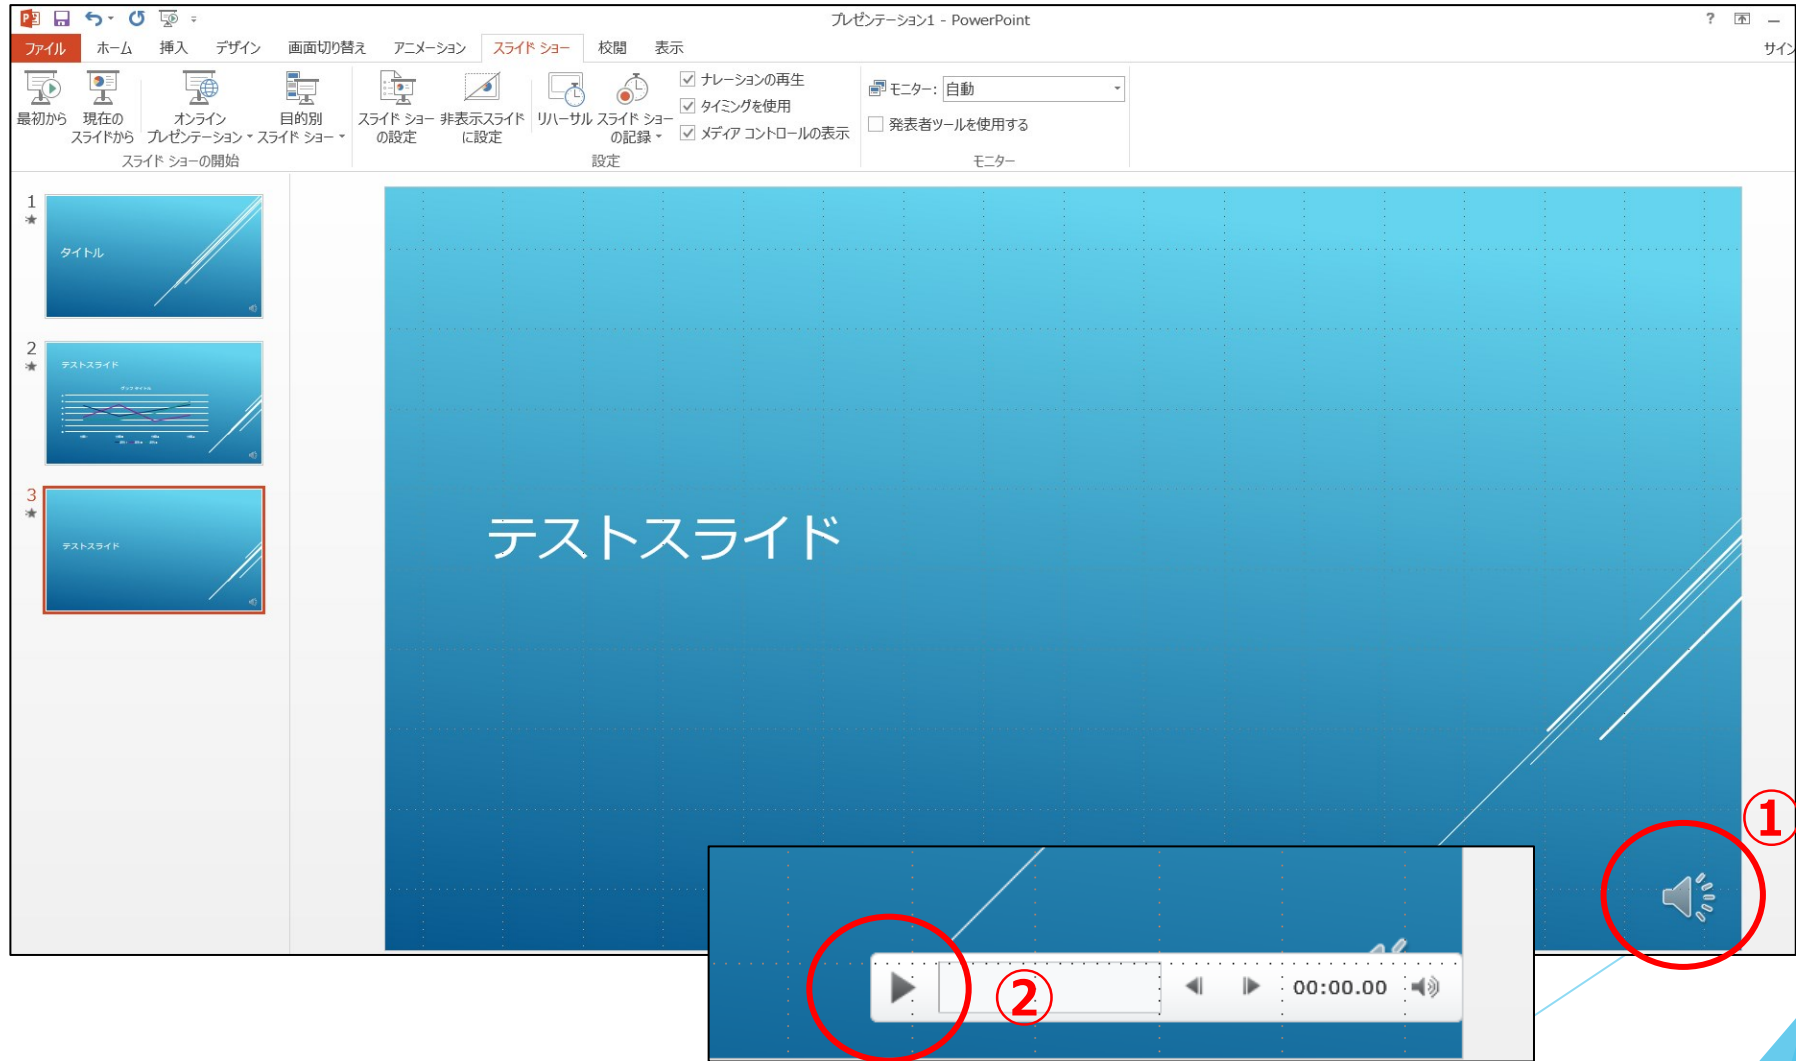 プレゼンテーション1 - PowerPoint
?
ファイル ホーム 挿入 デザイン 画面切り替え アニメーション スライド ショー 校閲 表示
サイン
最初から
現在の
スライドから
オンライン
プレゼンテーション
目的別
スライド ショー
スライド ショーの開始
スライド ショー
の設定
非表示スライド
に設定
リハーサル
スライド ショー
の記録
ナレーションの再生
タイミングを使用
メディア コントロールの表示
設定
モニター: 自動
発表者ツールを使用する
モニター
1
タイトル
2
テストスライド
3
テストスライド
テストスライド
①
②
00:00.00